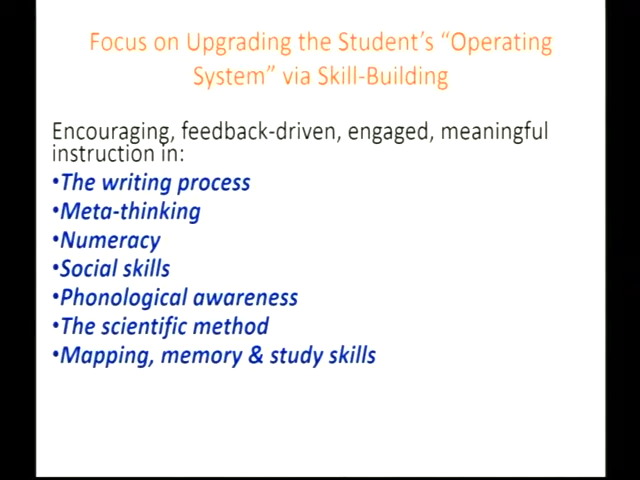 Focus on Upgrading the Student's “Operating
System” via Skill-Building
Encouraging, feedback-driven, engaged, meaningful
instruction in:
•The writing process
•Meta-thinking
•Numeracy
•Social skills
•Phonological awareness
•The scientific method
•Mapping, memory & study skills